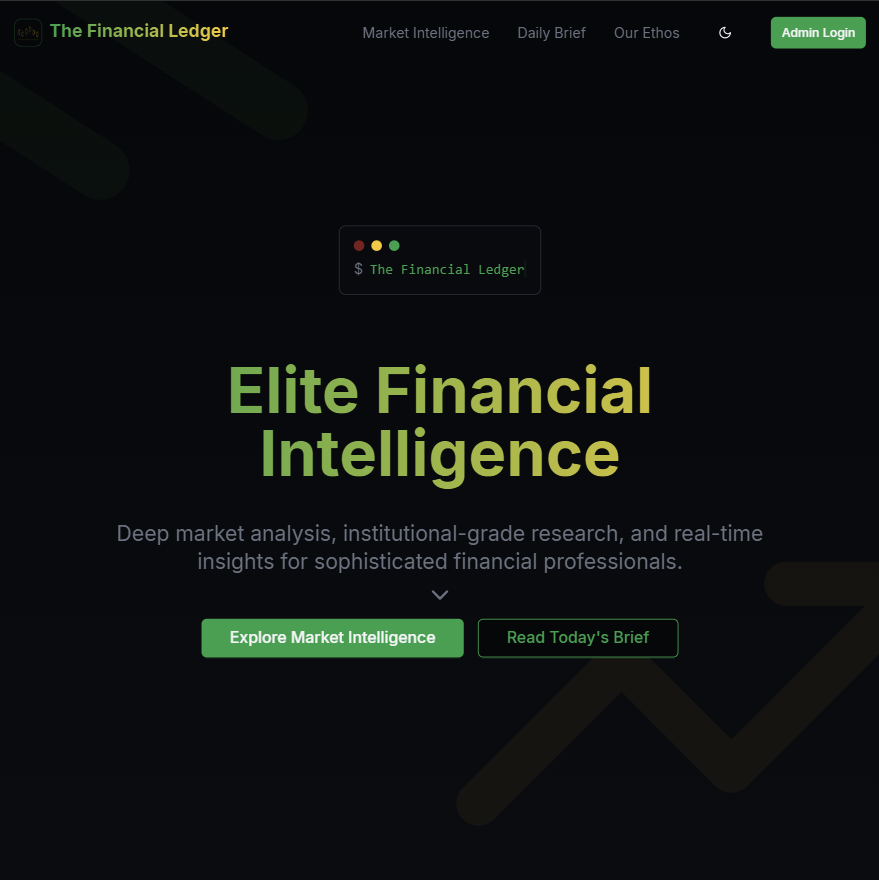 The Financial Ledger
Market Intelligence
Daily Brief
Our Ethos
Admin Login
$ The Financial Ledger
Elite Financial
Intelligence
Deep market analysis, institutional-grade research, and real-time
insights for sophisticated financial professionals.
Explore Market Intelligence
Read Today's Brief